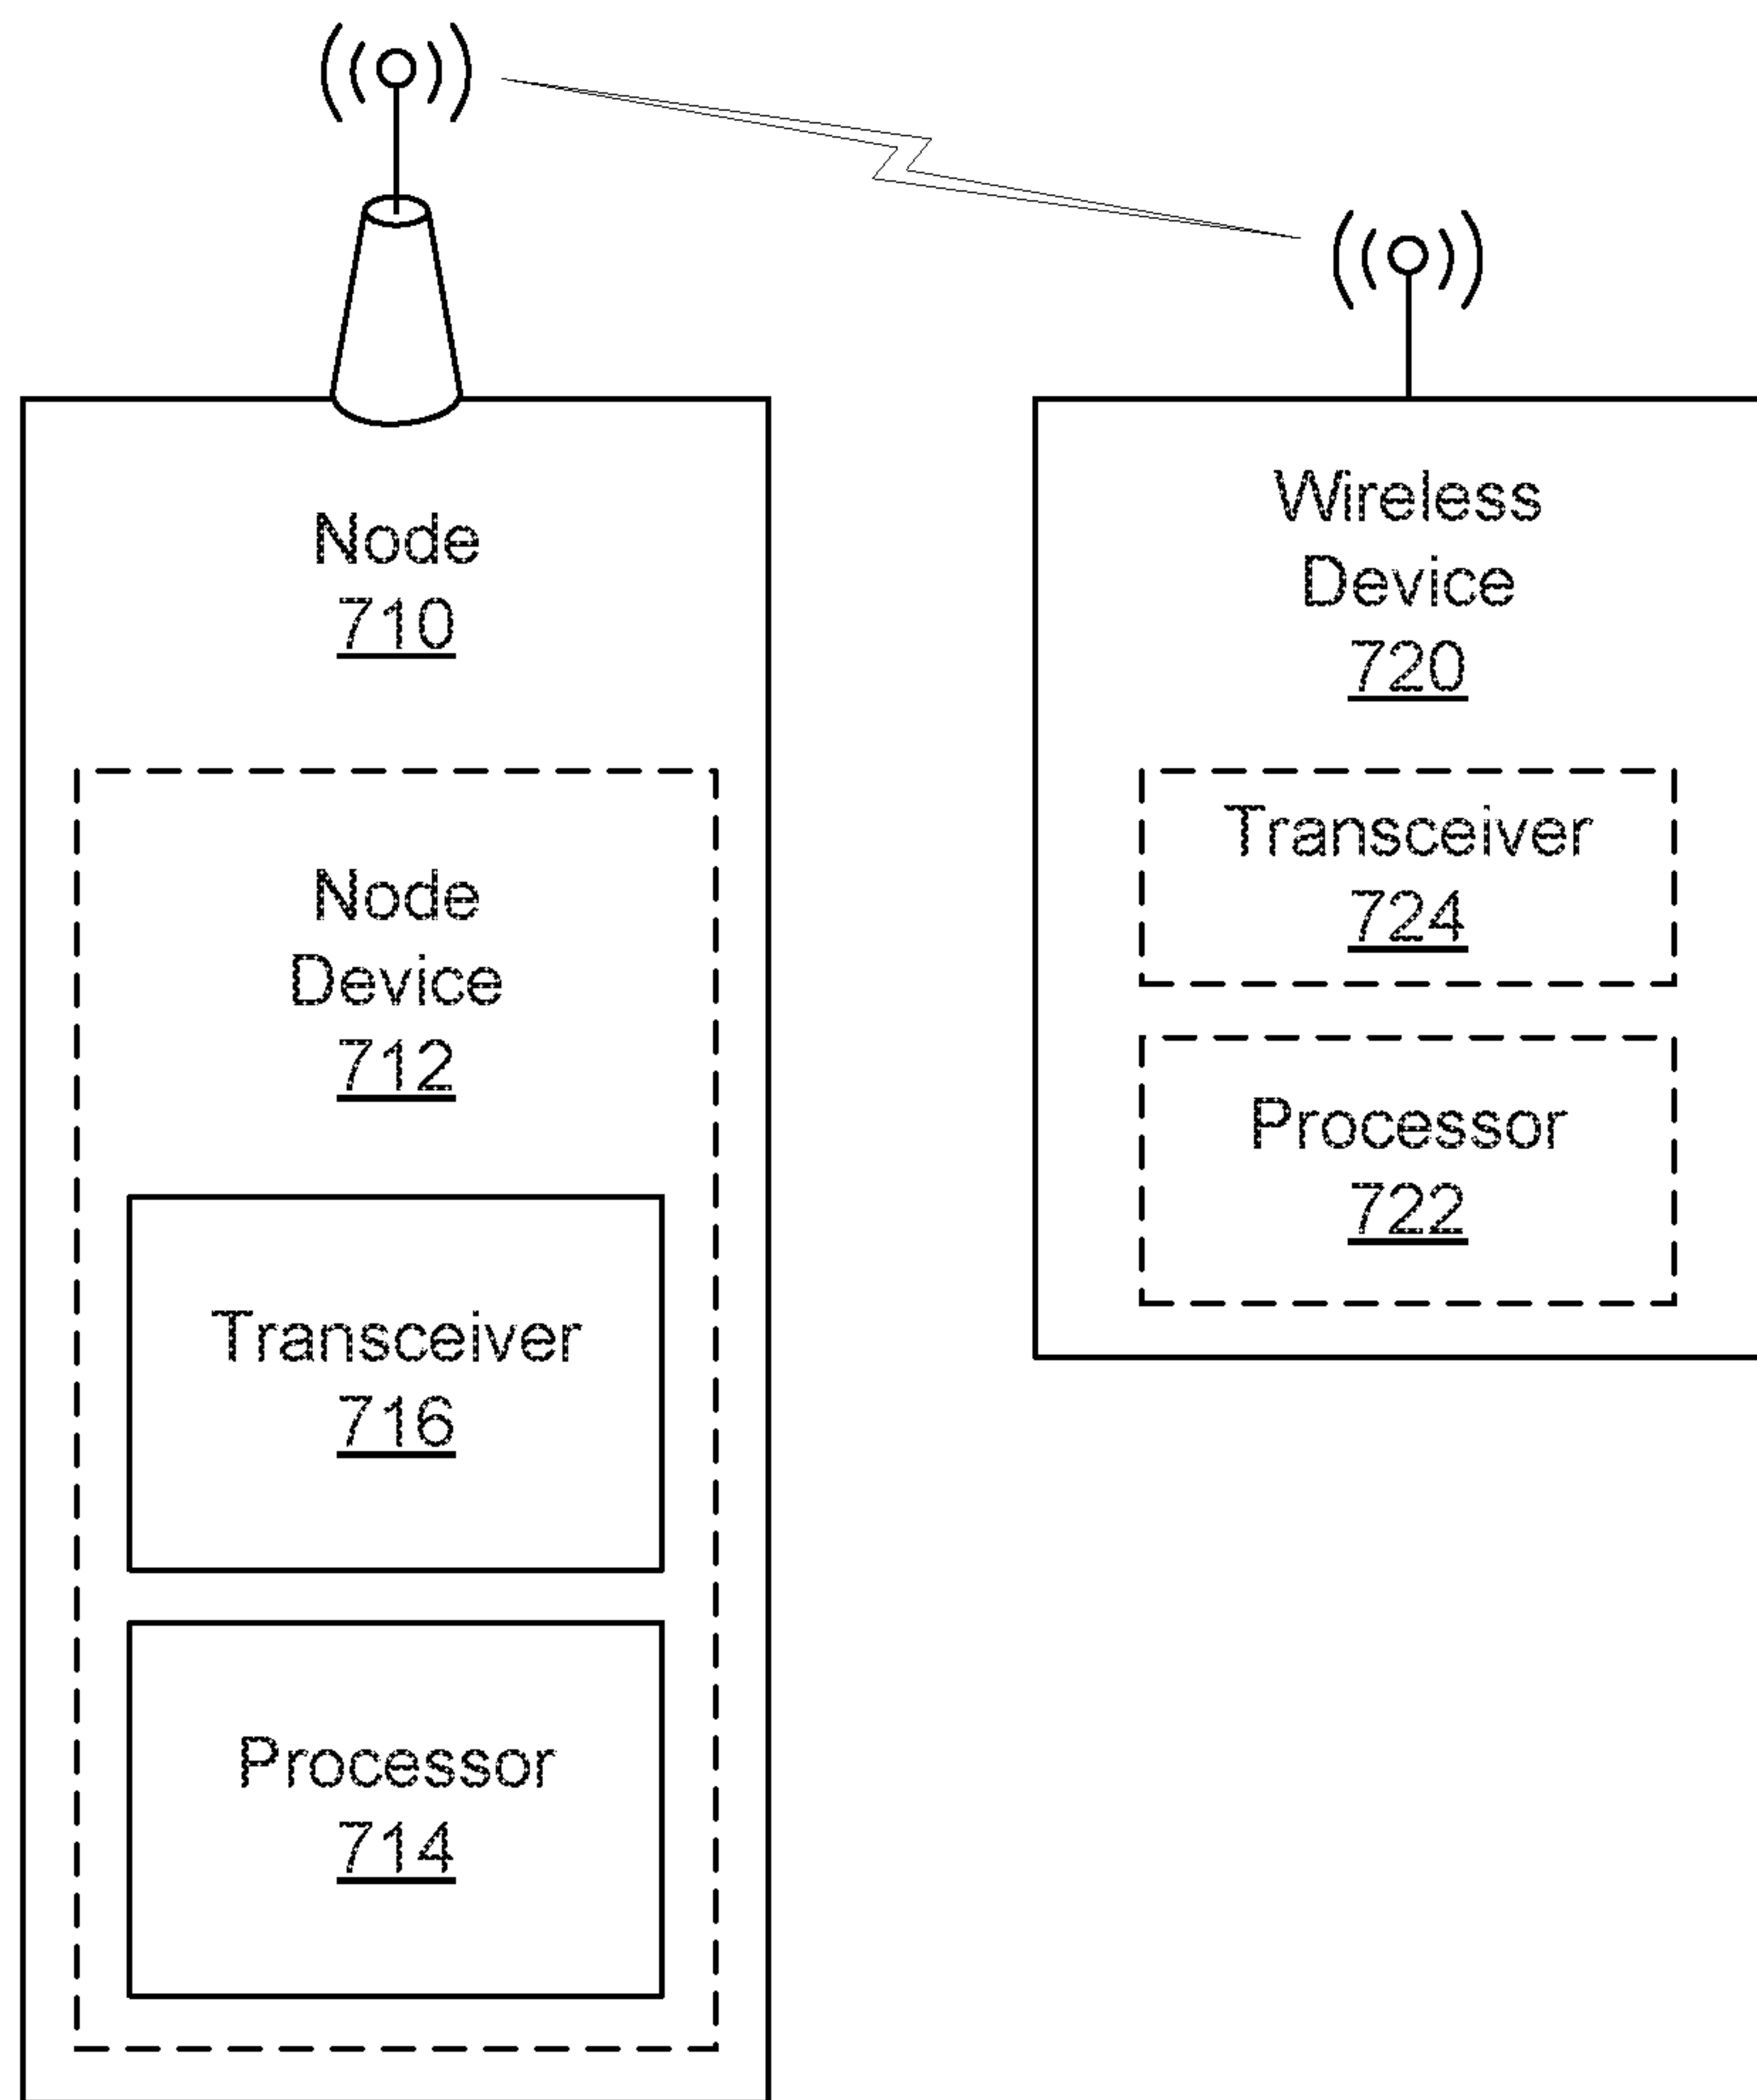 Node
710
Node
Device
712
Transceiver
716
Processor
714
Wireless
Device
720
Transceiver
724
Processor
722